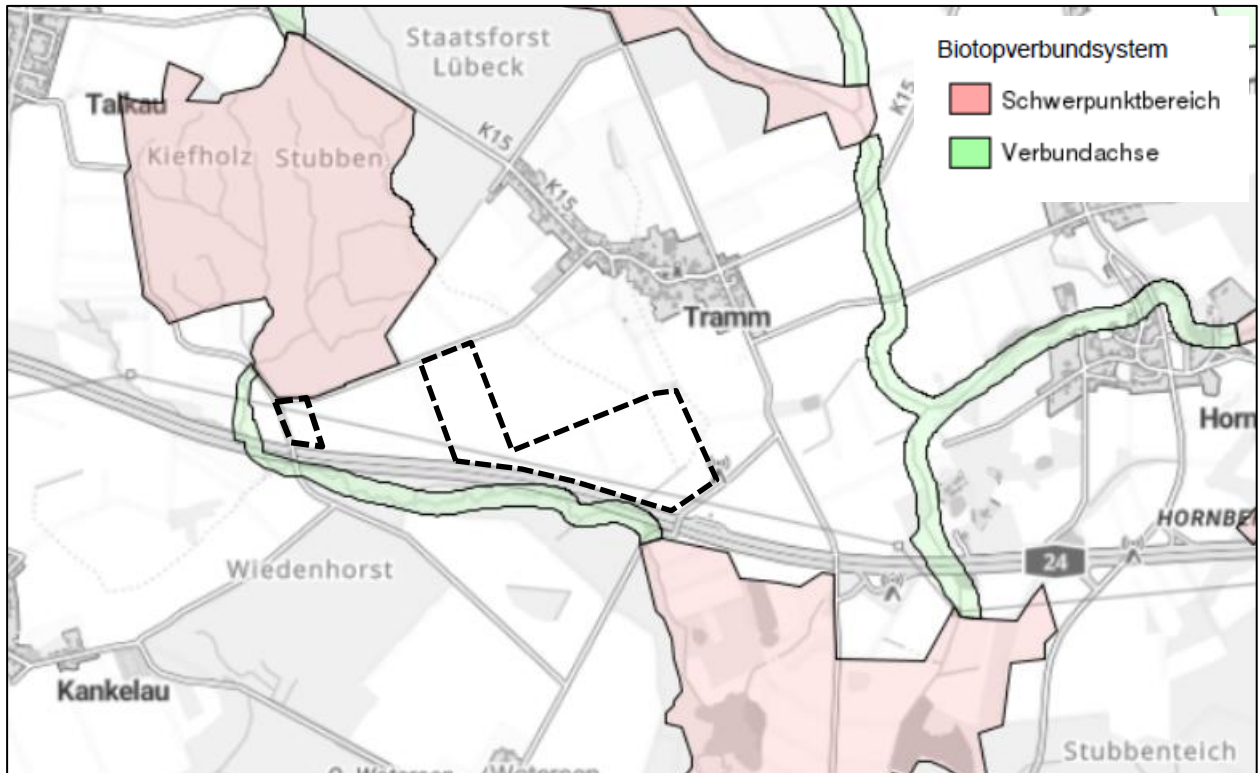 Staatsforst
Lübeck
Biotopverbundsystem
Schwerpunktbereich
Verbundachse
K15
Talkau
K15
Kiefholz Stubben
K15
Tramm
Horn
HORNBE
24
Wiedenhorst
Kankelau
Stubbenteich